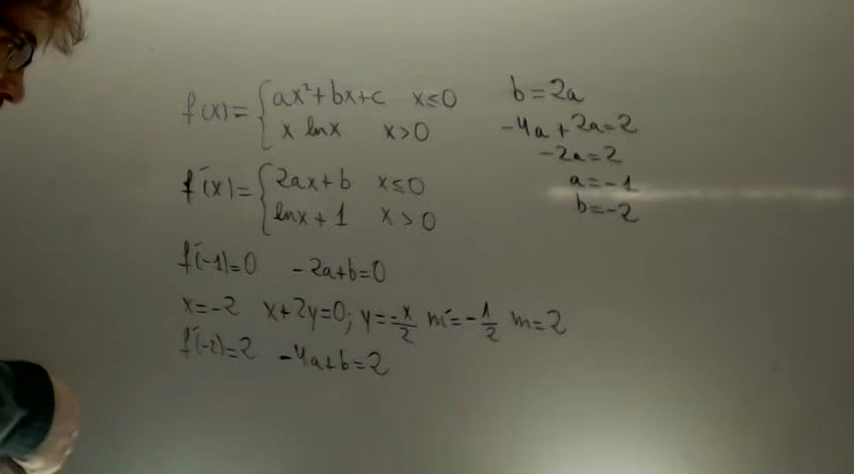 f(x)={ax²+bx+c x≤0
x lnx x>0
f´(x)={2ax+b x≤0
lnx+1 x>0
f´(-1)=0 -2a+b=0
x=-2 x+2y=0; y=-x/2 m´=-1/2 m=2
f´(-2)=2 -4a+b=2
b=2a
-4a+2a=2
-2a=2
a=-1
b=-2